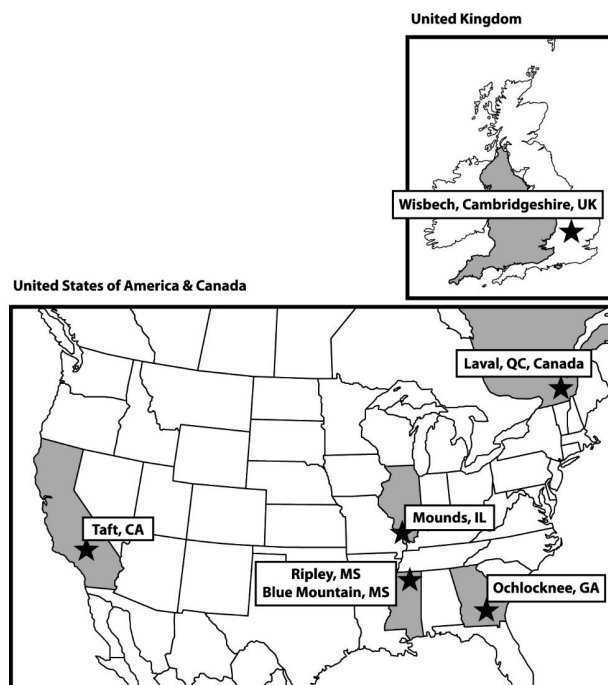 United Kingdom
Wisbech, Cambridgeshire, UK
United States of America & Canada
Laval, QC, Canada
Taft, CA
Mounds, IL
Ripley, MS
Blue Mountain, MS
Ochlocknee, GA